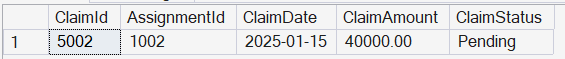 ClaimId AssignmentId ClaimDate ClaimAmount ClaimStatus
1 5002 1002 2025-01-15 40000.00 Pending